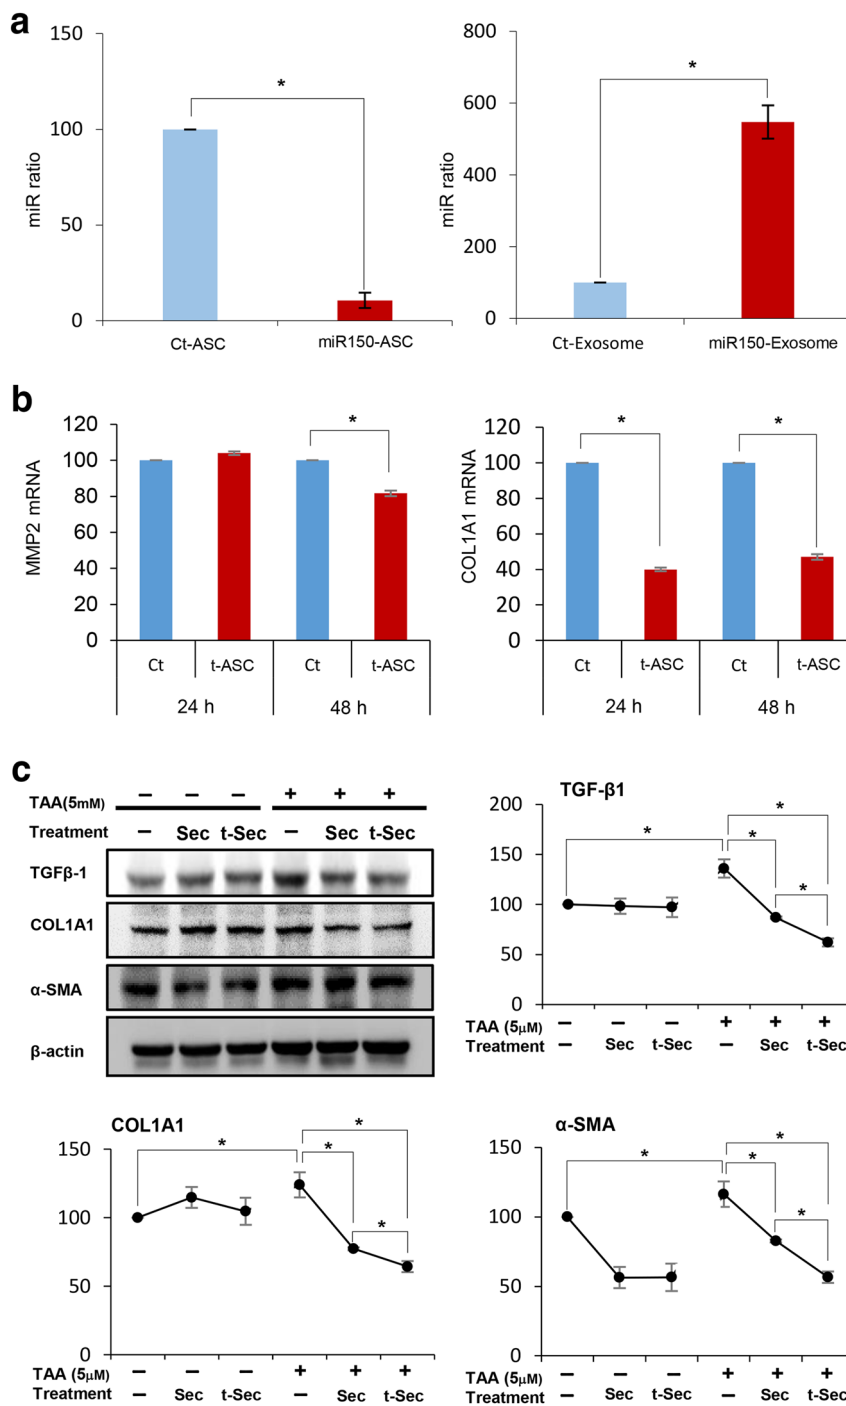 a
150
100
50
0
miR ratio
*
Ct-ASC
miR150-ASC
800
600
400
200
0
miR ratio
*
Ct-Exosome
miR150-Exosome
b
120
100
80
60
40
20
0
MMP2 mRNA
*
Ct
t-ASC
Ct
t-ASC
24 h
48 h
120
100
80
60
40
20
0
COL1A1 mRNA
*
*
Ct
t-ASC
Ct
t-ASC
24 h
48 h
c
TAA(5mM) − − − + + +
Treatment − Sec t-Sec − Sec t-Sec
TGFβ-1
COL1A1
α-SMA
β-actin
TGF-β1
200
150
100
50
0
*
*
*
*
TAA (5μM) − − − + + +
Treatment − Sec t-Sec − Sec t-Sec
COL1A1
150
100
50
0
*
*
*
*
TAA (5μM) − − − + + +
Treatment − Sec t-Sec − Sec t-Sec
α-SMA
150
100
50
0
*
*
*
*
TAA (5μM) − − − + + +
Treatment − Sec t-Sec − Sec t-Sec